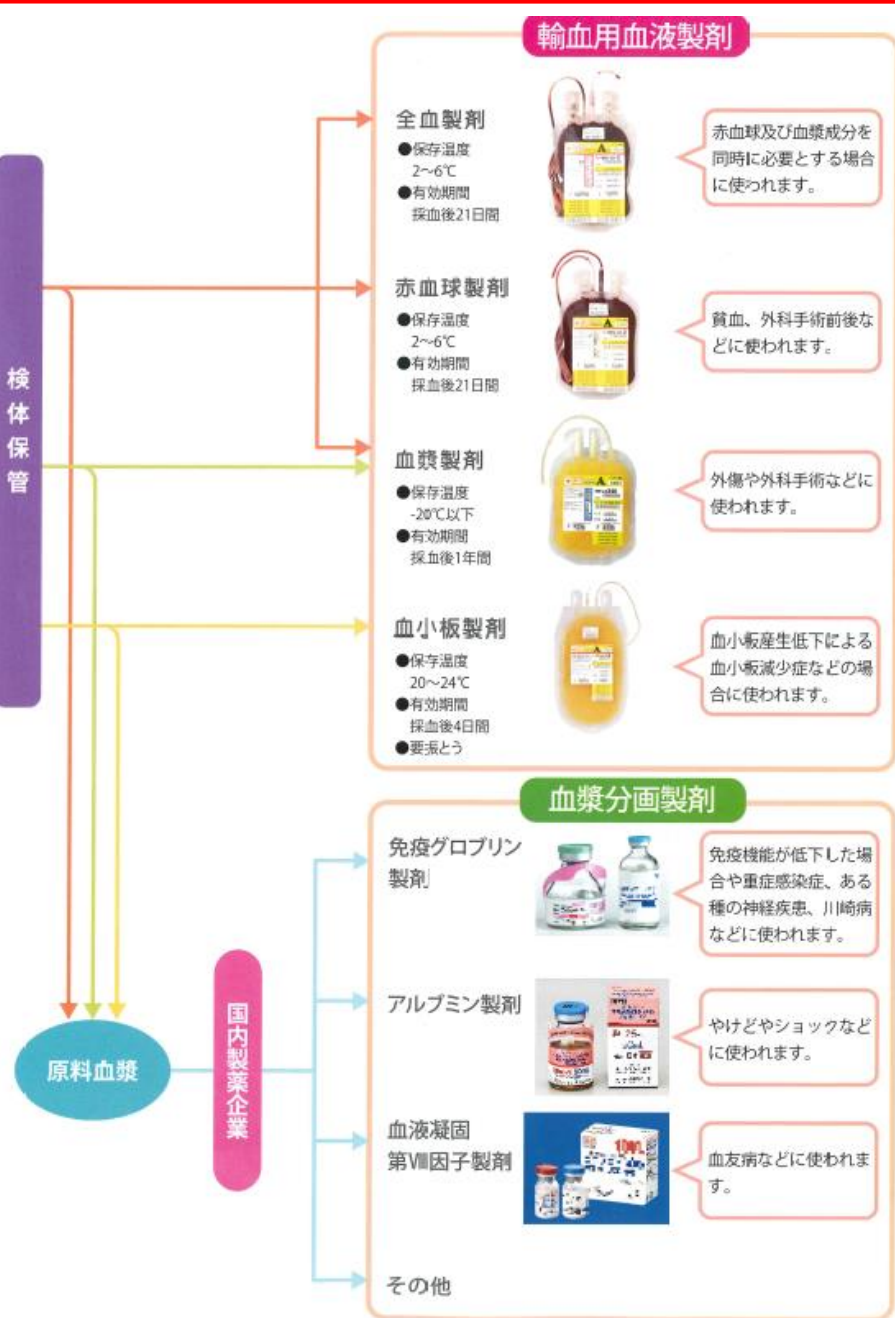 輸血用血液製剤
全血製剤
●保存温度
2～6℃
●有効期間
採血後21日間
赤血球及び血漿成分を
同時に必要とする場合
に使われます。
赤血球製剤
●保存温度
2～6℃
●有効期間
採血後21日間
貧血、外科手術前後な
どに使われます。
検体保管
血漿製剤
●保存温度
-20℃以下
●有効期間
採血後1年間
外傷や外科手術などに
使われます。
血小板製剤
●保存温度
20～24℃
●有効期間
採血後4日間
●要振とう
血小板産生低下による
血小板減少症などの場
合に使われます。
血漿分画製剤
免疫グロブリン
製剤
免疫機能が低下した場
合や重症感染症、ある
種の神経疾患、川崎病
などに使われます。
原料血漿
国内製薬企業
アルブミン製剤
やけどやショックなど
に使われます。
血液凝固
第Ⅷ因子製剤
血友病などに使われま
す。
その他